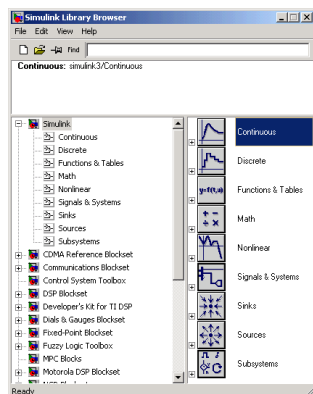 Simulink Library Browser
File Edit View Help
Find
Continuous: simulink3/Continuous
Simulink
Continuous
Discrete
Functions & Tables
Math
Nonlinear
Signals & Systems
Sinks
Sources
Subsystems
CDMA Reference Blockset
Communications Blockset
Control System Toolbox
DSP Blockset
Developer's Kit for TI DSP
Dials & Gauges Blockset
Fixed-Point Blockset
Fuzzy Logic Toolbox
MPC Blocks
Motorola DSP Blockset
Continuous
Discrete
y=f(t,u)
Functions & Tables
Math
Nonlinear
Signals & Systems
Sinks
Sources
Subsystems
Ready